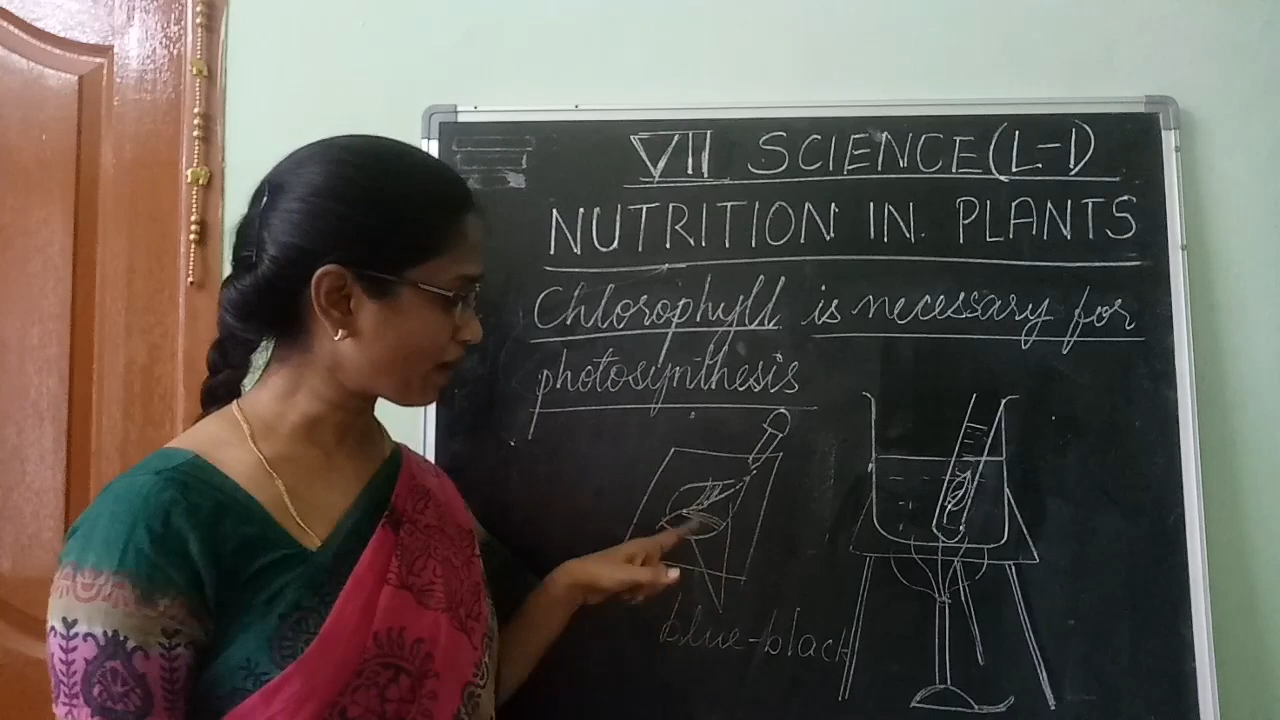 VII SCIENCE (L-1)
NUTRITION IN PLANTS
Chlorophyll is necessary for
photosynthesis
blue-black